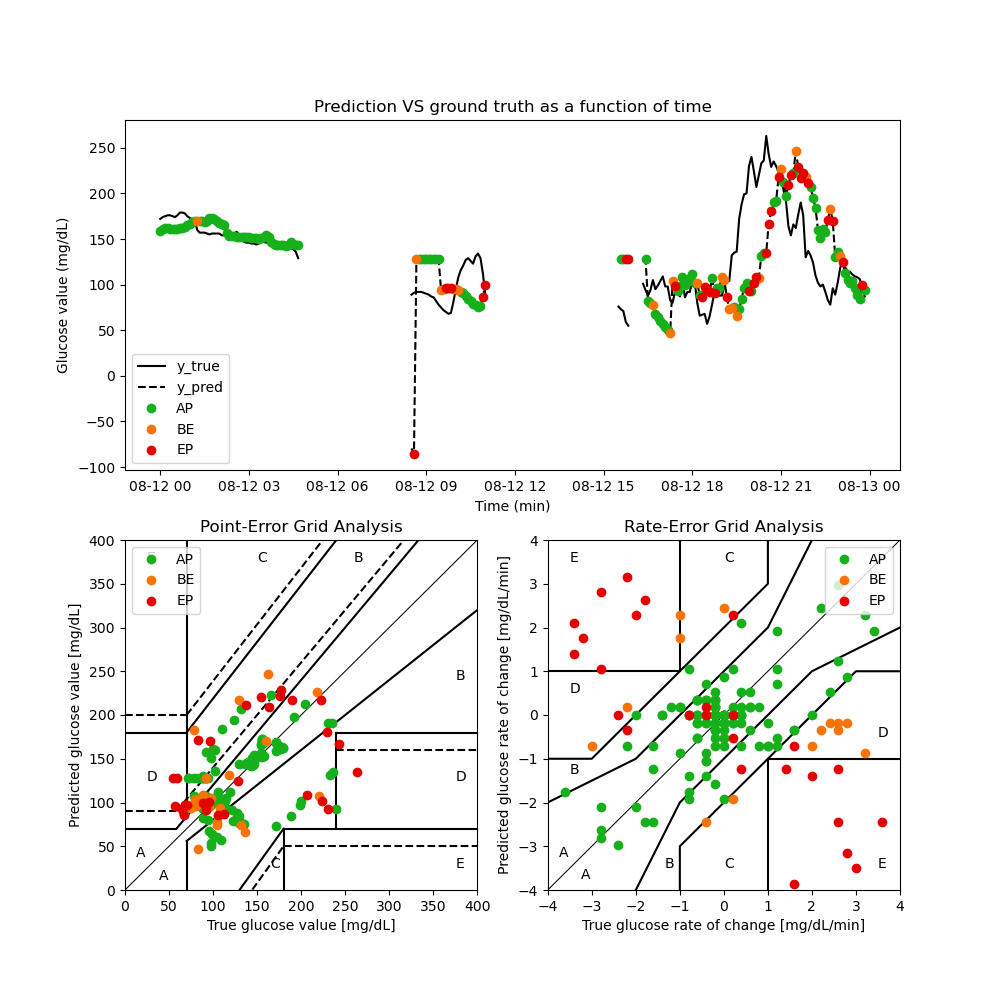 Prediction VS ground truth as a function of time
Glucose value (mg/dL)
250
200
150
100
50
0
−50
−100
y_true
y_pred
AP
BE
EP
08-12 00
08-12 03
08-12 06
08-12 09
08-12 12
08-12 15
08-12 18
08-12 21
08-13 00
Time (min)
Point-Error Grid Analysis
Predicted glucose value [mg/dL]
400
350
300
250
200
150
100
50
0
AP
BE
EP
E
C
B
B
D
D
A
A
C
E
0
50
100
150
200
250
300
350
400
True glucose value [mg/dL]
Rate-Error Grid Analysis
Predicted glucose rate of change [mg/dL/min]
4
3
2
1
0
−1
−2
−3
−4
E
C
AP
BE
EP
D
D
B
A
A
B
C
E
−4
−3
−2
−1
0
1
2
3
4
True glucose rate of change [mg/dL/min]